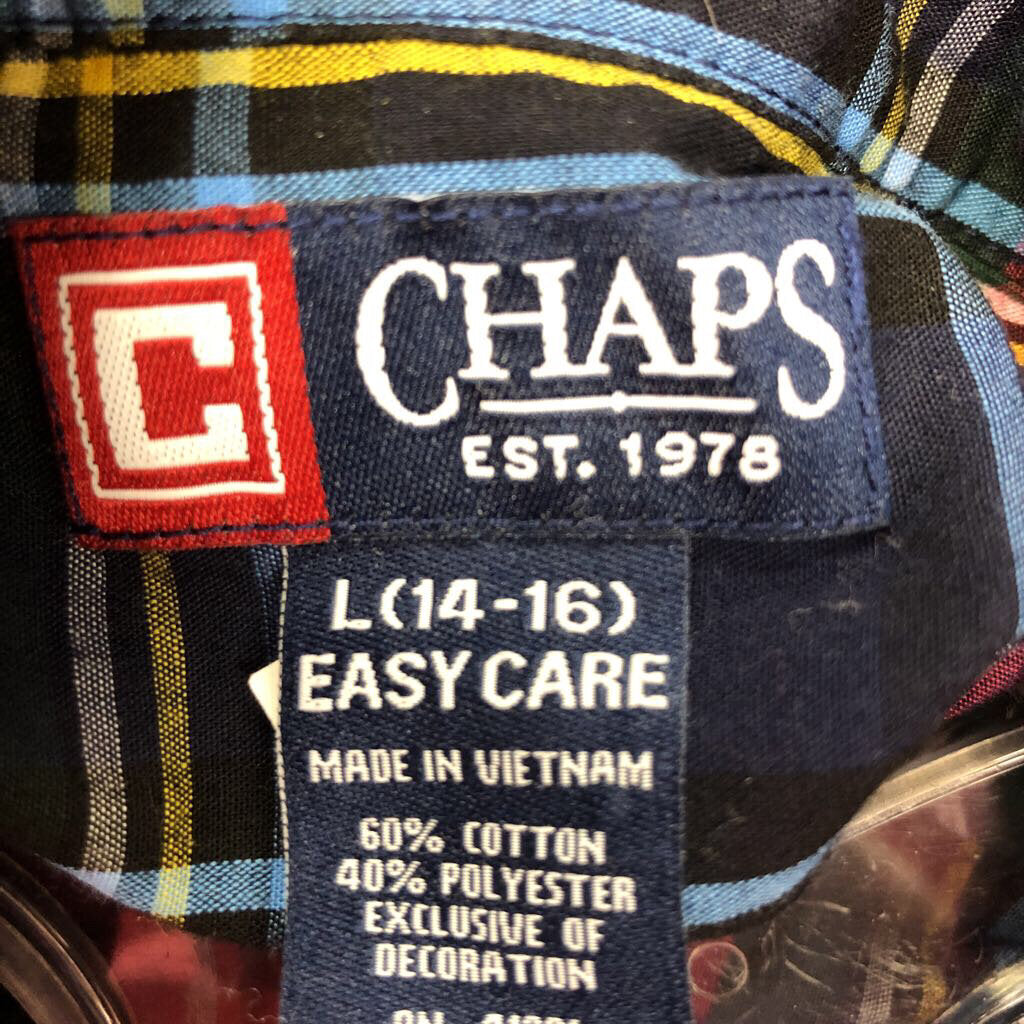 C
CHAPS
EST. 1978
L(14-16)
EASY CARE
MADE IN VIETNAM
60% COTTON
40% POLYESTER
EXCLUSIVE OF
DECORATION